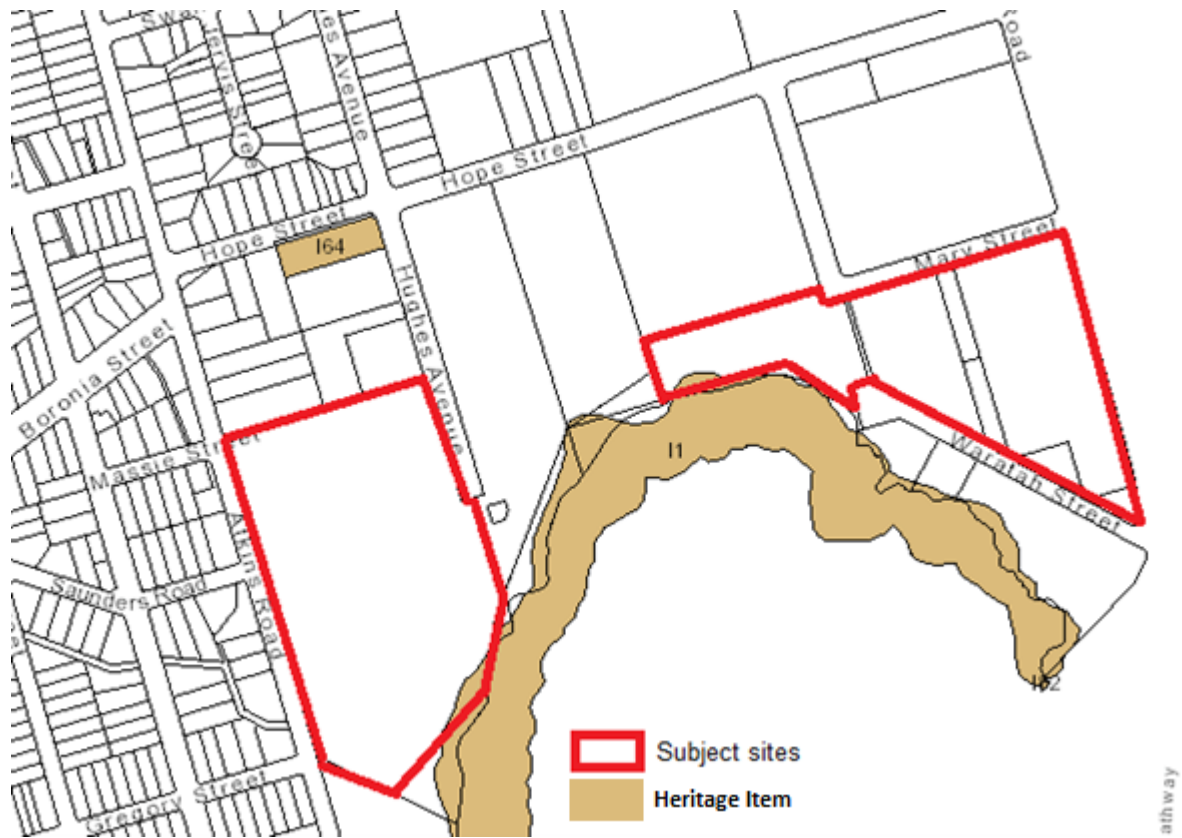 Hope Street
Road
Hope Street
I64
Mary Street
Hughes Avenue
Boronia Street
Massie Street
I1
Waratah Street
Atkins Road
Saunders Road
Subject sites
Heritage Item
Gregory Street